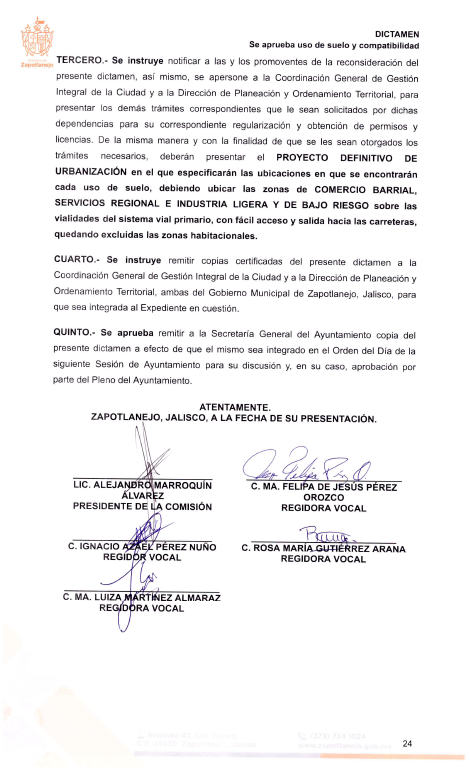 Zapotlanejo
DICTAMEN
Se aprueba uso de suelo y compatibilidad
TERCERO.- Se instruye notificar a las y los promoventes de la reconsideración del
presente dictamen, así mismo, se apersone a la Coordinación General de Gestión
Integral de la Ciudad y a la Dirección de Planeación y Ordenamiento Territorial, para
presentar los demás trámites correspondientes que le sean solicitados por dichas
dependencias para su correspondiente regularización y obtención de permisos y
licencias. De la misma manera y con la finalidad de que se les sean otorgados los
trámites necesarios, deberán presentar el PROYECTO DEFINITIVO DE
URBANIZACIÓN en el que especificarán las ubicaciones en que se encontrarán
cada uso de suelo, debiendo ubicar las zonas de COMERCIO BARRIAL,
SERVICIOS REGIONAL E INDUSTRIA LIGERA Y DE BAJO RIESGO sobre las
vialidades del sistema vial primario, con fácil acceso y salida hacia las carreteras,
quedando excluidas las zonas habitacionales.
CUARTO.- Se instruye remitir copias certificadas del presente dictamen a la
Coordinación General de Gestión Integral de la Ciudad y a la Dirección de Planeación y
Ordenamiento Territorial, ambas del Gobierno Municipal de Zapotlanejo, Jalisco, para
que sea integrada al Expediente en cuestión.
QUINTO.- Se aprueba remitir a la Secretaría General del Ayuntamiento copia del
presente dictamen a efecto de que el mismo sea integrado en el Orden del Día de la
siguiente Sesión de Ayuntamiento para su discusión y, en su caso, aprobación por
parte del Pleno del Ayuntamiento.
ATENTAMENTE.
ZAPOTLANEJO, JALISCO, A LA FECHA DE SU PRESENTACIÓN.
LIC. ALEJANDRO MARROQUÍN
ÁLVAREZ
PRESIDENTE DE LA COMISIÓN
C. MA. FELIPA DE JESÚS PÉREZ
OROZCO
REGIDORA VOCAL
C. IGNACIO AZAEL PÉREZ NUÑO
REGIDOR VOCAL
C. ROSA MARÍA GUTIÉRREZ ARANA
REGIDORA VOCAL
C. MA. LUIZA MARTÍNEZ ALMARAZ
REGIDORA VOCAL
www.zapotlanejo.gob.mx
24